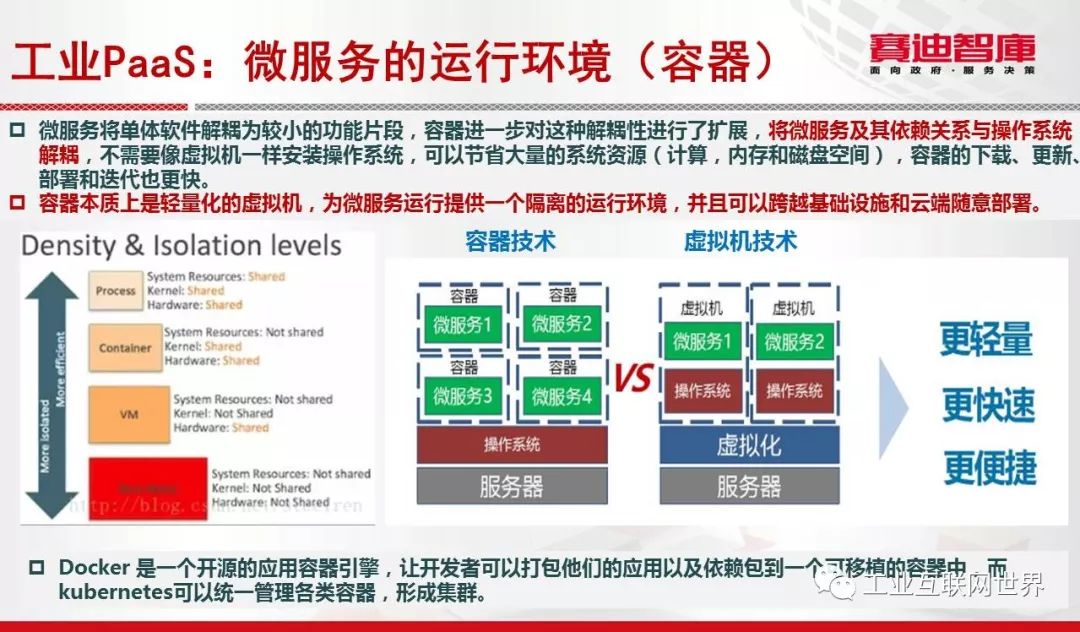 工业PaaS：微服务的运行环境（容器）
赛迪智库
面向政府·服务决策
微服务将单体软件解耦为较小的功能片段，容器进一步对这种解耦性进行了扩展，将微服务及其依赖关系与操作系统
解耦，不需要像虚拟机一样安装操作系统，可以节省大量的系统资源（计算，内存和磁盘空间），容器的下载、更新、
部署和迭代也更快。
容器本质上是轻量化的虚拟机，为微服务运行提供一个隔离的运行环境，并且可以跨越基础设施和云端随意部署。
Density & Isolation levels
More efficient
More isolated
Process
System Resources: Shared
Kernel: Shared
Hardware: Shared
Container
System Resources: Not shared
Kernel: Shared
Hardware: Shared
VM
System Resources: Not shared
Kernel: Not Shared
Hardware: Shared
System Resources: Not shared
Kernel: Not Shared
Hardware: Not Shared
容器技术
容器
微服务1
容器
微服务2
容器
微服务3
容器
微服务4
操作系统
服务器
VS
虚拟机技术
虚拟机
微服务1
操作系统
虚拟机
微服务2
操作系统
虚拟化
服务器
更轻量
更快速
更便捷
Docker 是一个开源的应用容器引擎，让开发者可以打包他们的应用以及依赖包到一个可移植的容器中，而
kubernetes可以统一管理各类容器，形成集群。
工业互联网世界